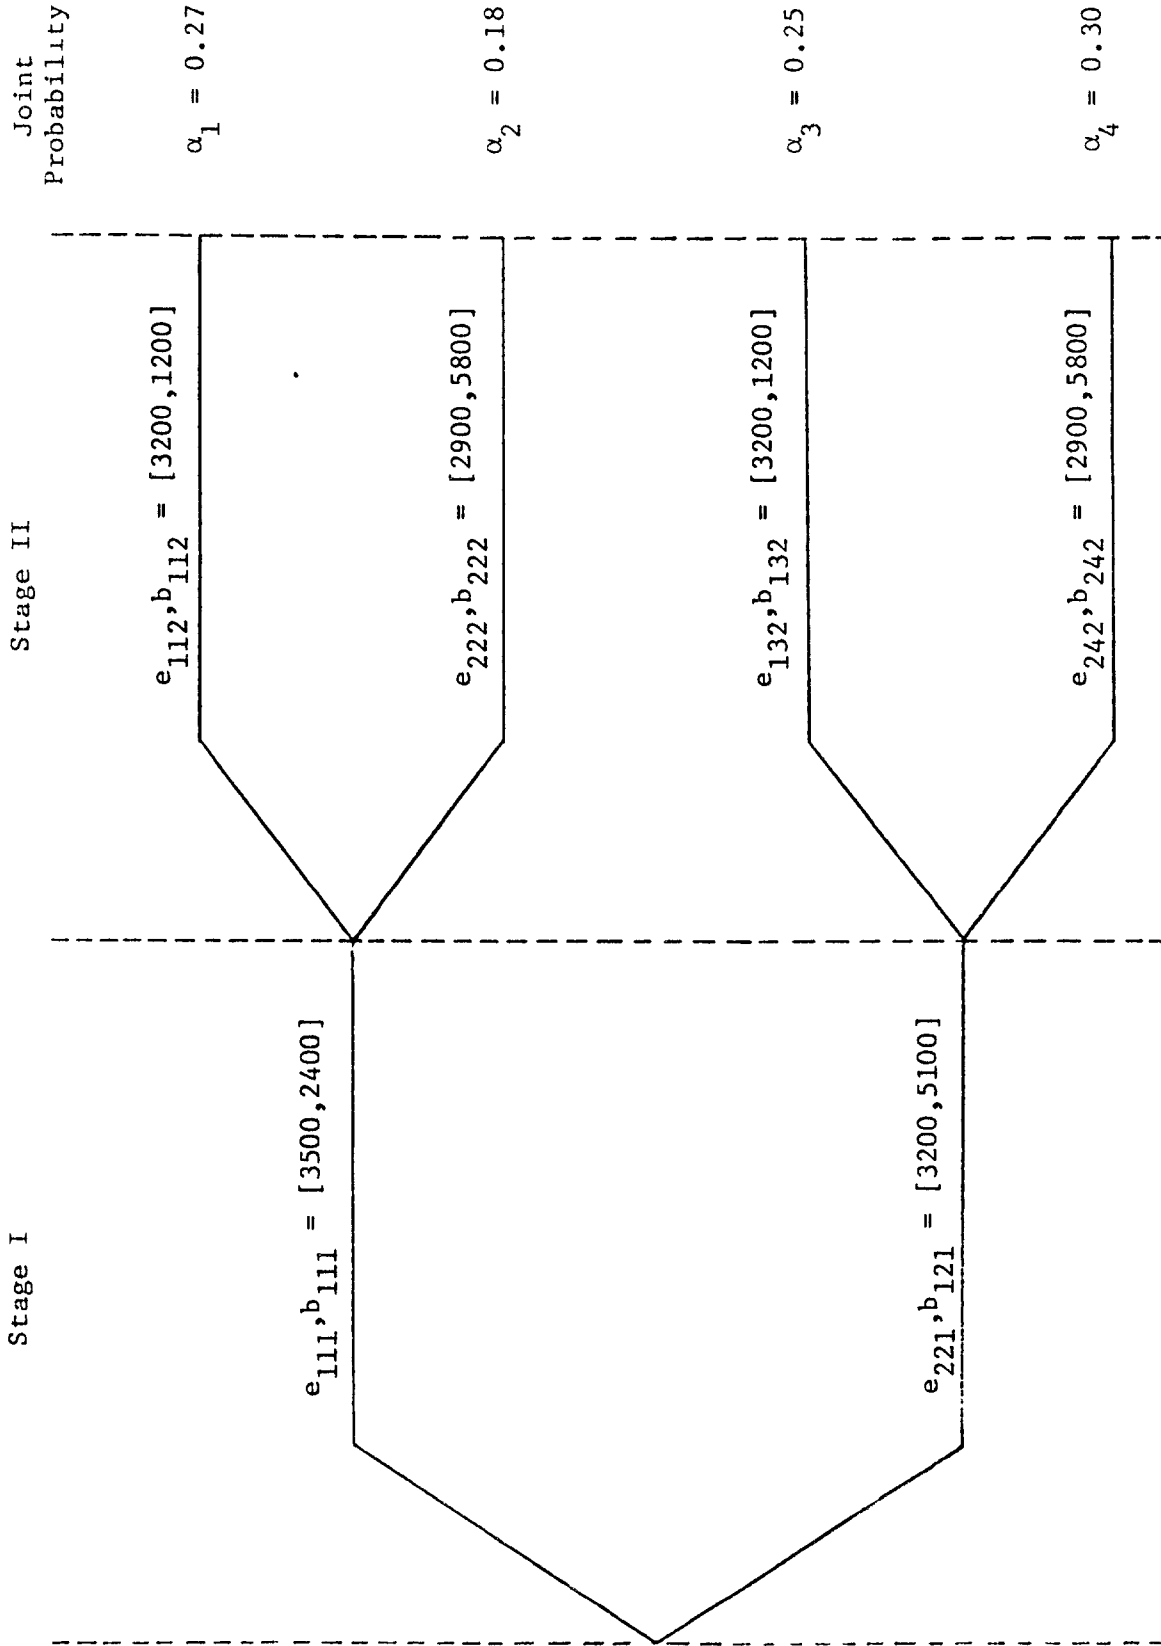 Stage I
Stage II
Joint
Probability
e111,b111 = [3500,2400]
e221,b121 = [3200,5100]
e112,b112 = [3200,1200]
e222,b222 = [2900,5800]
e132,b132 = [3200,1200]
e242,b242 = [2900,5800]
α1 = 0.27
α2 = 0.18
α3 = 0.25
α4 = 0.30